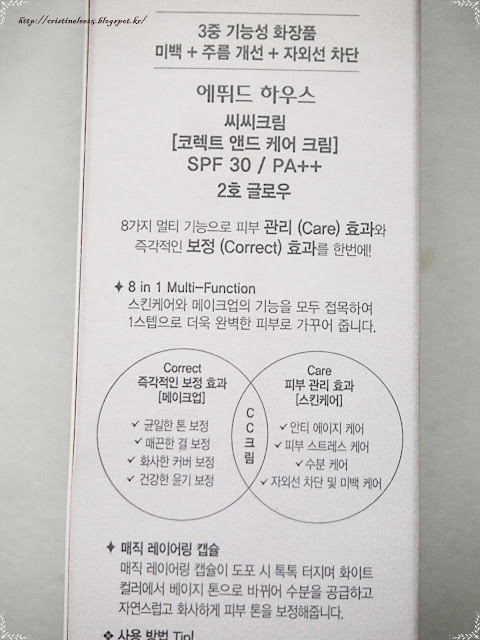 http://cristineleezy.blogspot.kr/
3중 기능성 화장품
미백 + 주름 개선 + 자외선 차단
에뛰드 하우스
씨씨크림
[코렉트 앤드 케어 크림]
SPF 30 / PA++
2호 글로우
8가지 멀티 기능으로 피부 관리 (Care) 효과와
즉각적인 보정 (Correct) 효과를 한번에!
8 in 1 Multi-Function
스킨케어와 메이크업의 기능을 모두 접목하여
1스텝으로 더욱 완벽한 피부로 가꾸어 줍니다.
Correct
즉각적인 보정 효과
[메이크업]
✓ 균일한 톤 보정
✓ 매끈한 결 보정
✓ 화사한 커버 보정
✓ 건강한 윤기 보정
C
C
크
림
Care
피부 관리 효과
[스킨케어]
✓ 안티 에이지 케어
✓ 피부 스트레스 케어
✓ 수분 케어
✓ 자외선 차단 및 미백 케어
매직 레이어링 캡슐
매직 레이어링 캡슐이 도포 시 톡톡 터지며 화이트
컬러에서 베이지 톤으로 바뀌어 수분을 공급하고
자연스럽고 화사하게 피부 톤을 보정해줍니다.
사용 방법 Tip!